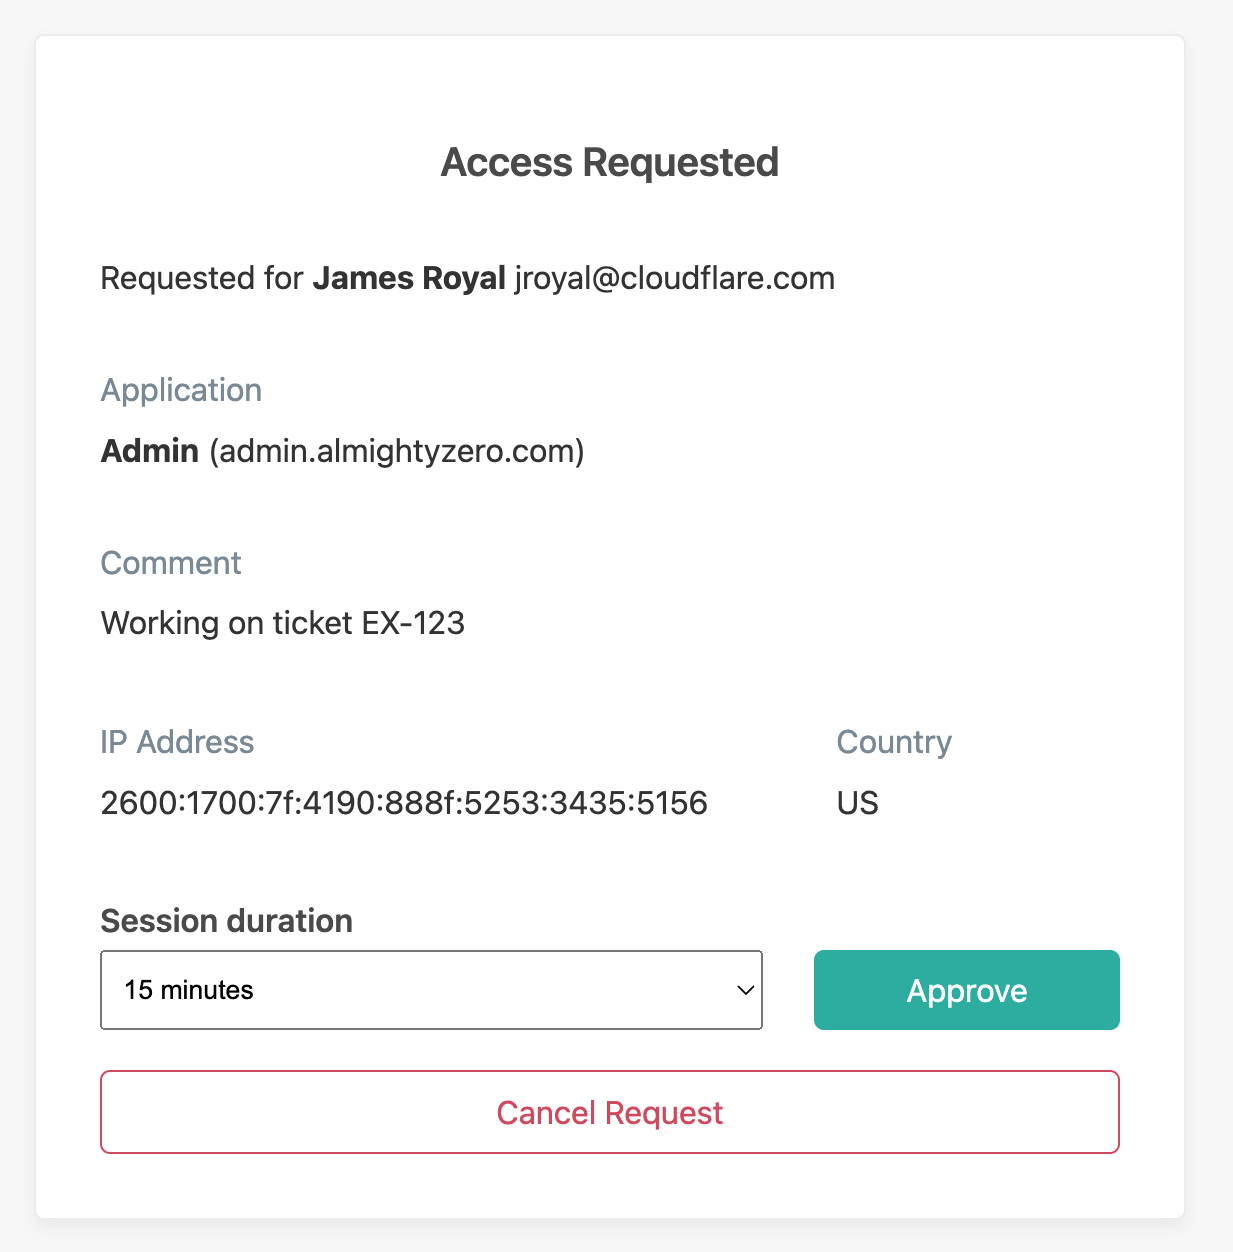 Access Requested
Requested for James Royal jroyal@cloudflare.com
Application
Admin (admin.almightyzero.com)
Comment
Working on ticket EX-123
IP Address
2600:1700:7f:4190:888f:5253:3435:5156
Country
US
Session duration
15 minutes
Approve
Cancel Request